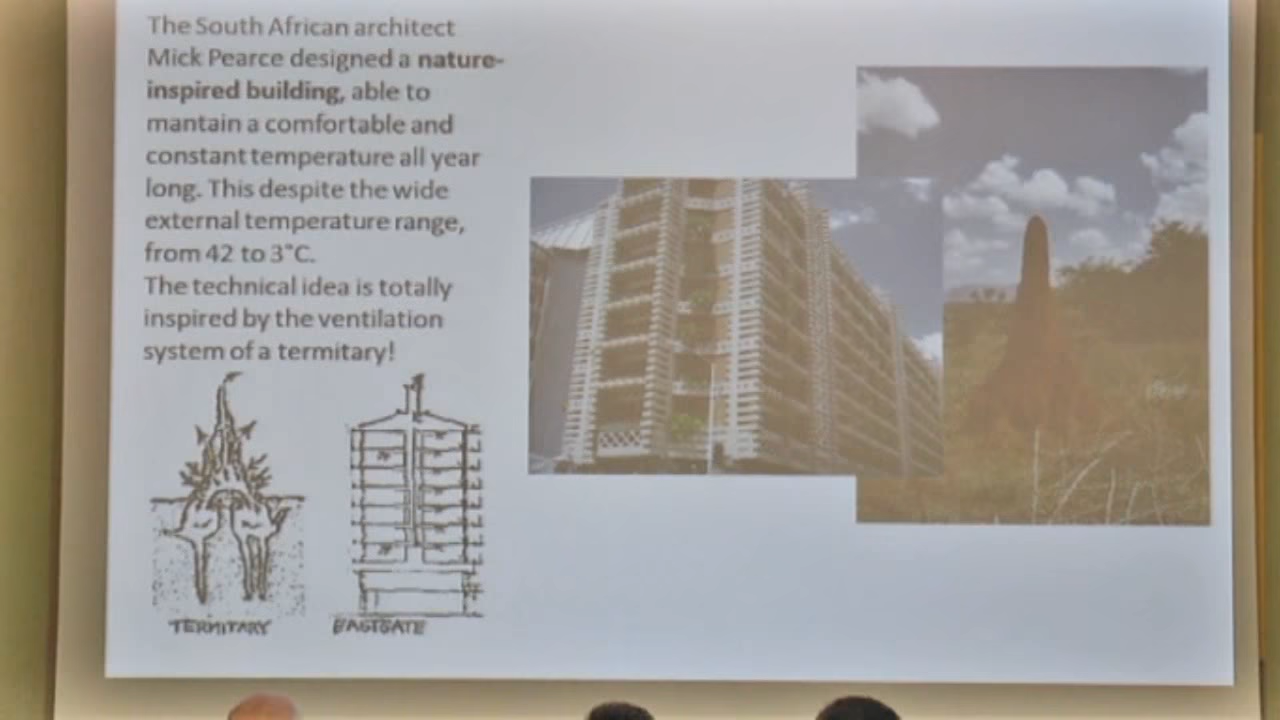 The South African architect
Mick Pearce designed a nature-
inspired building, able to
mantain a comfortable and
constant temperature all year
long. This despite the wide
external temperature range,
from 42 to 3°C.
The technical idea is totally
inspired by the ventilation
system of a termitary!
TERMITARY
EASTGATE